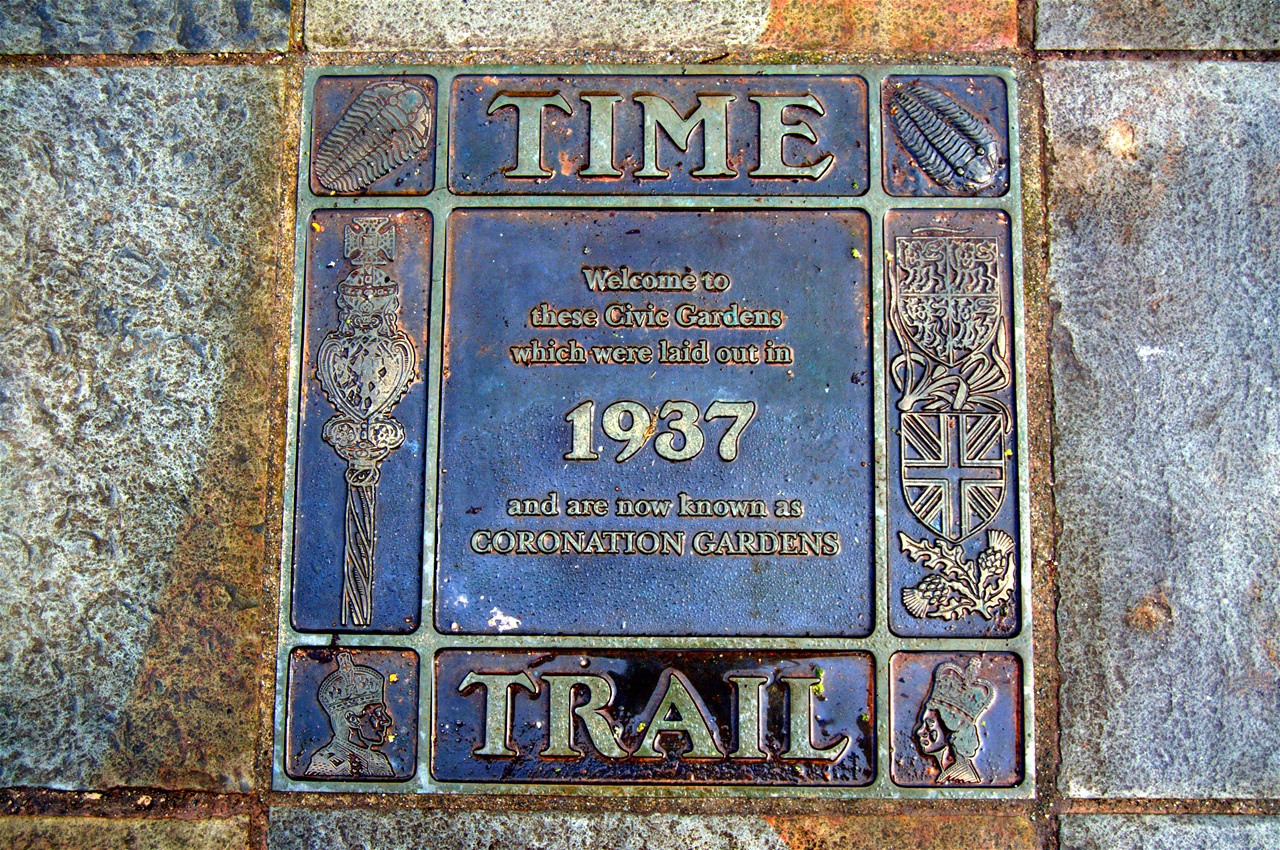 TIME
Welcome to
these Civic Gardens
which were laid out in
1937
and are now known as
CORONATION GARDENS
TRAIL